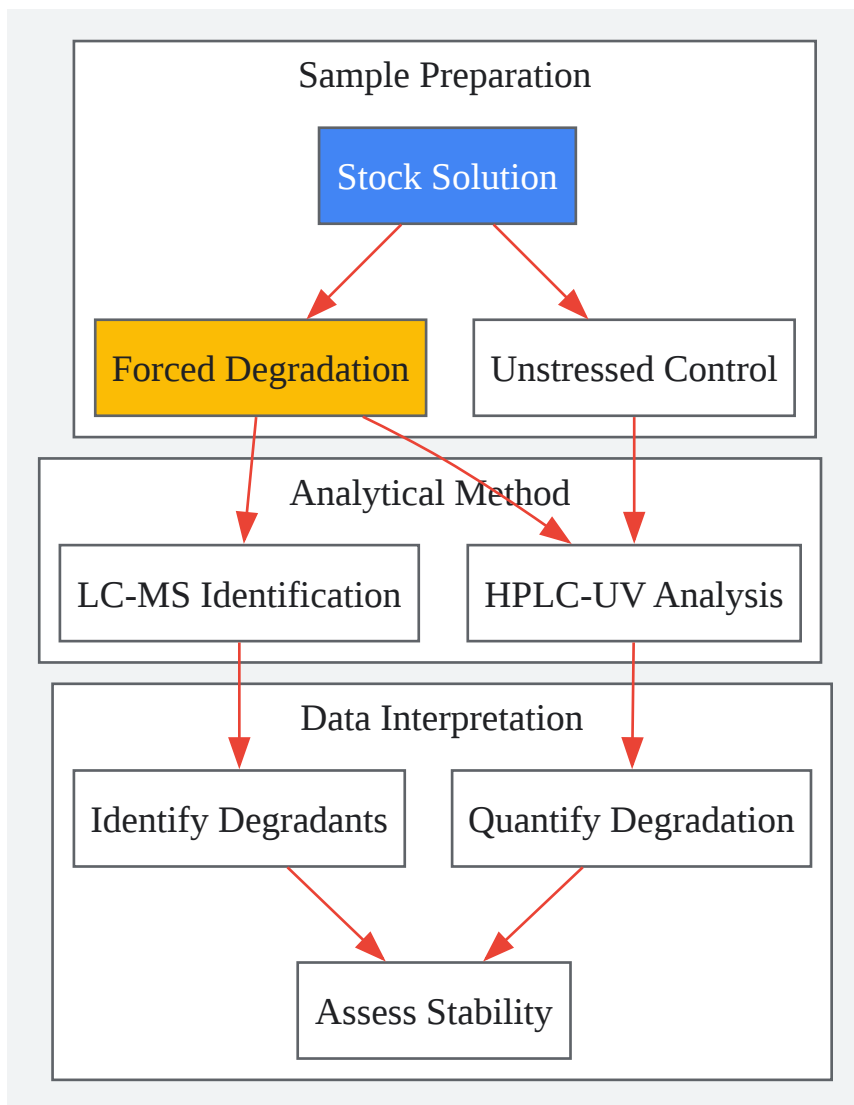 Sample Preparation
Stock Solution
Forced Degradation
Unstressed Control
Analytical Method
LC-MS Identification
HPLC-UV Analysis
Data Interpretation
Identify Degradants
Quantify Degradation
Assess Stability